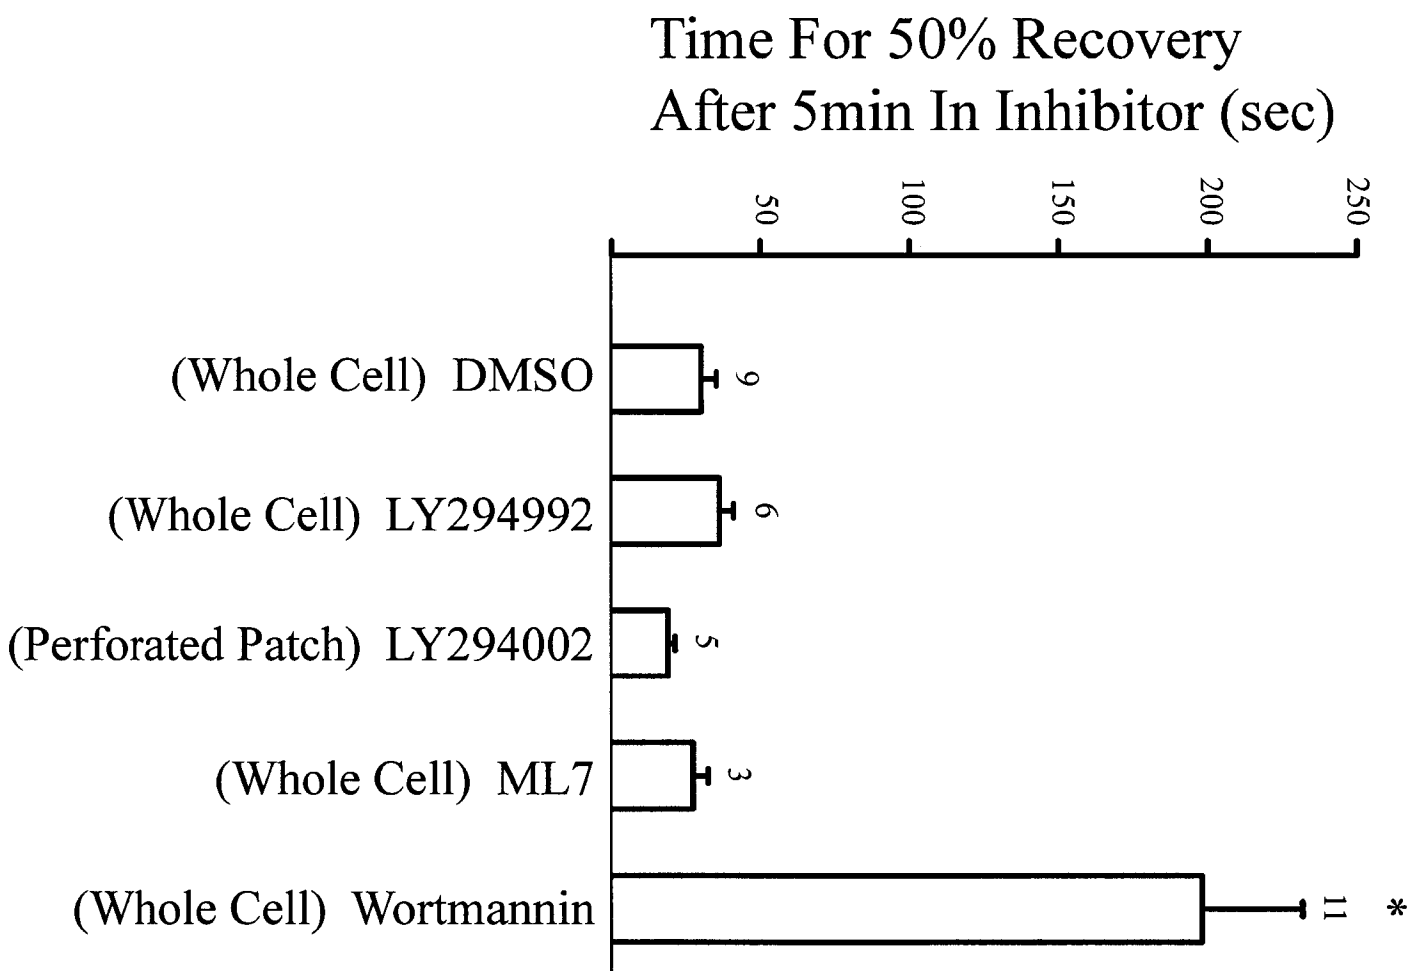 Time For 50% Recovery
After 5min In Inhibitor (sec)
50 100 150 200 250
(Whole Cell) DMSO 9
(Whole Cell) LY294992 6
(Perforated Patch) LY294002 5
(Whole Cell) ML7 3
(Whole Cell) Wortmannin 11 *